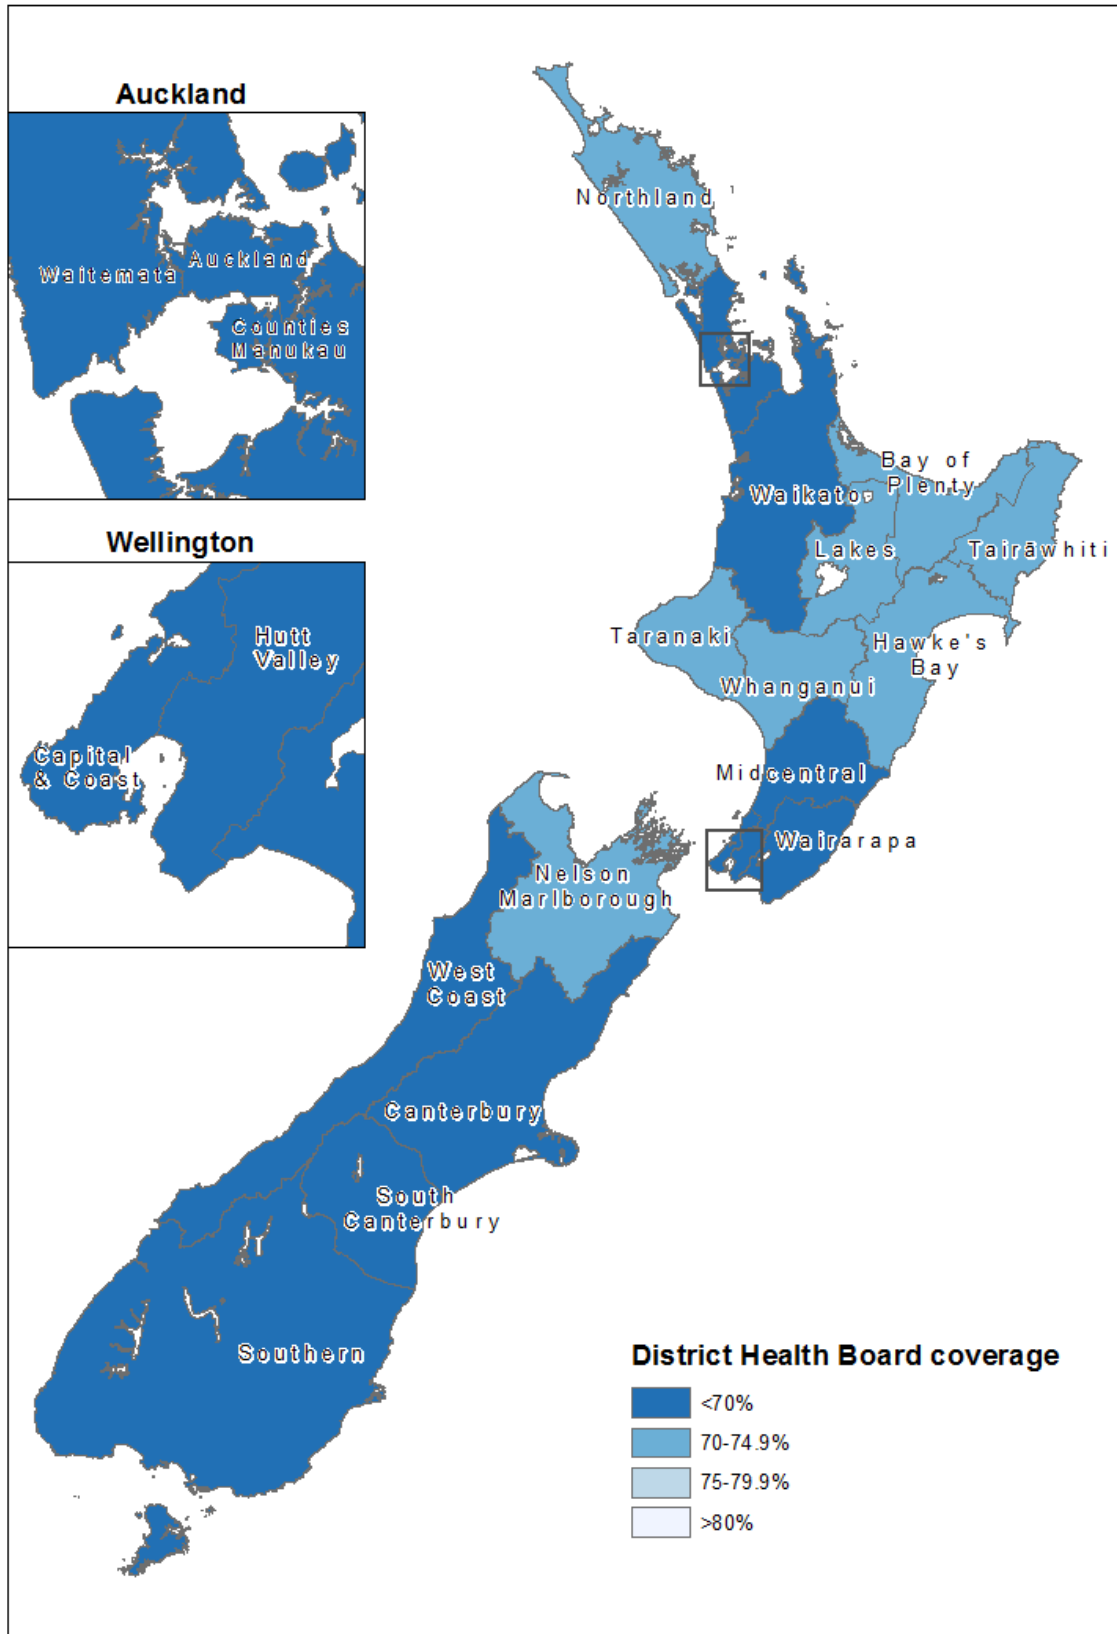 Auckland
Waitemata
Auckland
Counties
Manukau
Wellington
Hutt
Valley
Capital
& Coast
Northland
Bay of
Plenty
Waikato
Lakes
Tairāwhiti
Taranaki
Hawke's
Bay
Whanganui
Midcentral
Wairarapa
Nelson
Marlborough
West
Coast
Canterbury
South
Canterbury
Southern
District Health Board coverage
<70%
70-74.9%
75-79.9%
>80%